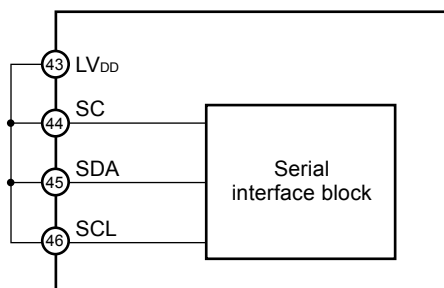 43 LVDD
44 SC
45 SDA
46 SCL
Serial
interface block